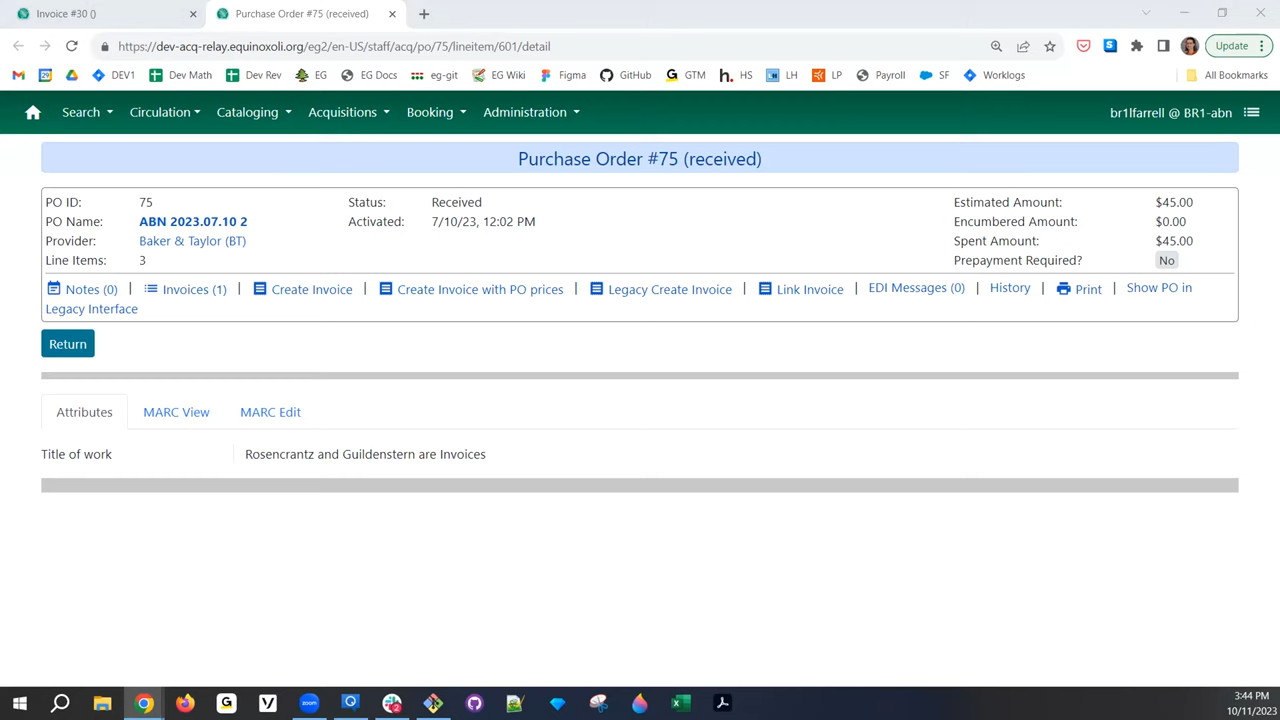 Invoice #30 ()
Purchase Order #75 (received)
https://dev-acq-relay.equinoxoli.org/eg2/en-US/staff/acq/po/75/lineitem/601/detail
Update
DEV1
Dev Math
Dev Rev
EG
EG Docs
eg-git
EG Wiki
Figma
GitHub
GTM
HS
LH
LP
Payroll
SF
Worklogs
All Bookmarks
Search
Circulation
Cataloging
Acquisitions
Booking
Administration
br1lfarrell @ BR1-abn
Purchase Order #75 (received)
PO ID: 75 Status: Received Estimated Amount: $45.00
PO Name: ABN 2023.07.10 2 Activated: 7/10/23, 12:02 PM Encumbered Amount: $0.00
Provider: Baker & Taylor (BT) Spent Amount: $45.00
Line Items: 3 Prepayment Required? No
Notes (0) | Invoices (1) | Create Invoice | Create Invoice with PO prices | Legacy Create Invoice | Link Invoice | EDI Messages (0) | History | Print | Show PO in
Legacy Interface
Return
Attributes MARC View MARC Edit
Title of work Rosencrantz and Guildenstern are Invoices
3:44 PM
10/11/2023